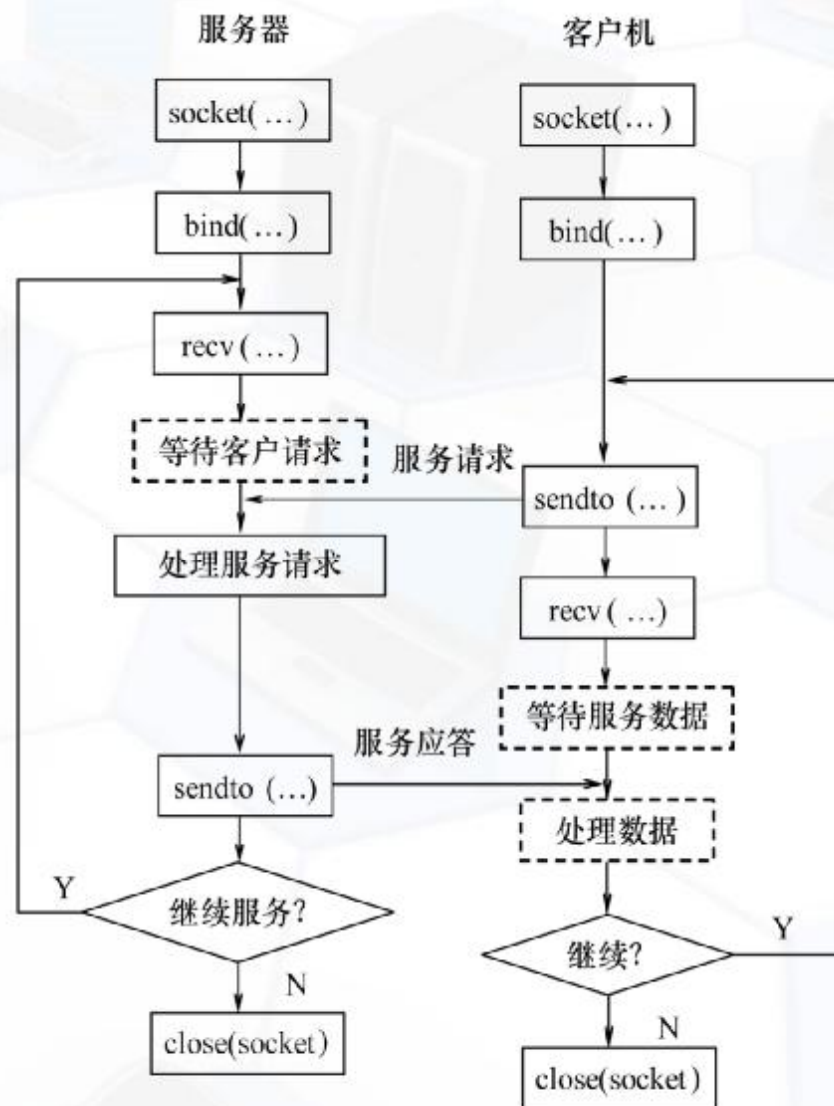 服务器
客户机
socket(…)
socket(…)
bind(…)
bind(…)
recv(…)
等待客户请求
服务请求
sendto (…)
处理服务请求
recv( …)
等待服务数据
服务应答
sendto (…)
处理数据
Y
继续服务？
继续？
Y
N
N
close(socket)
close(socket)